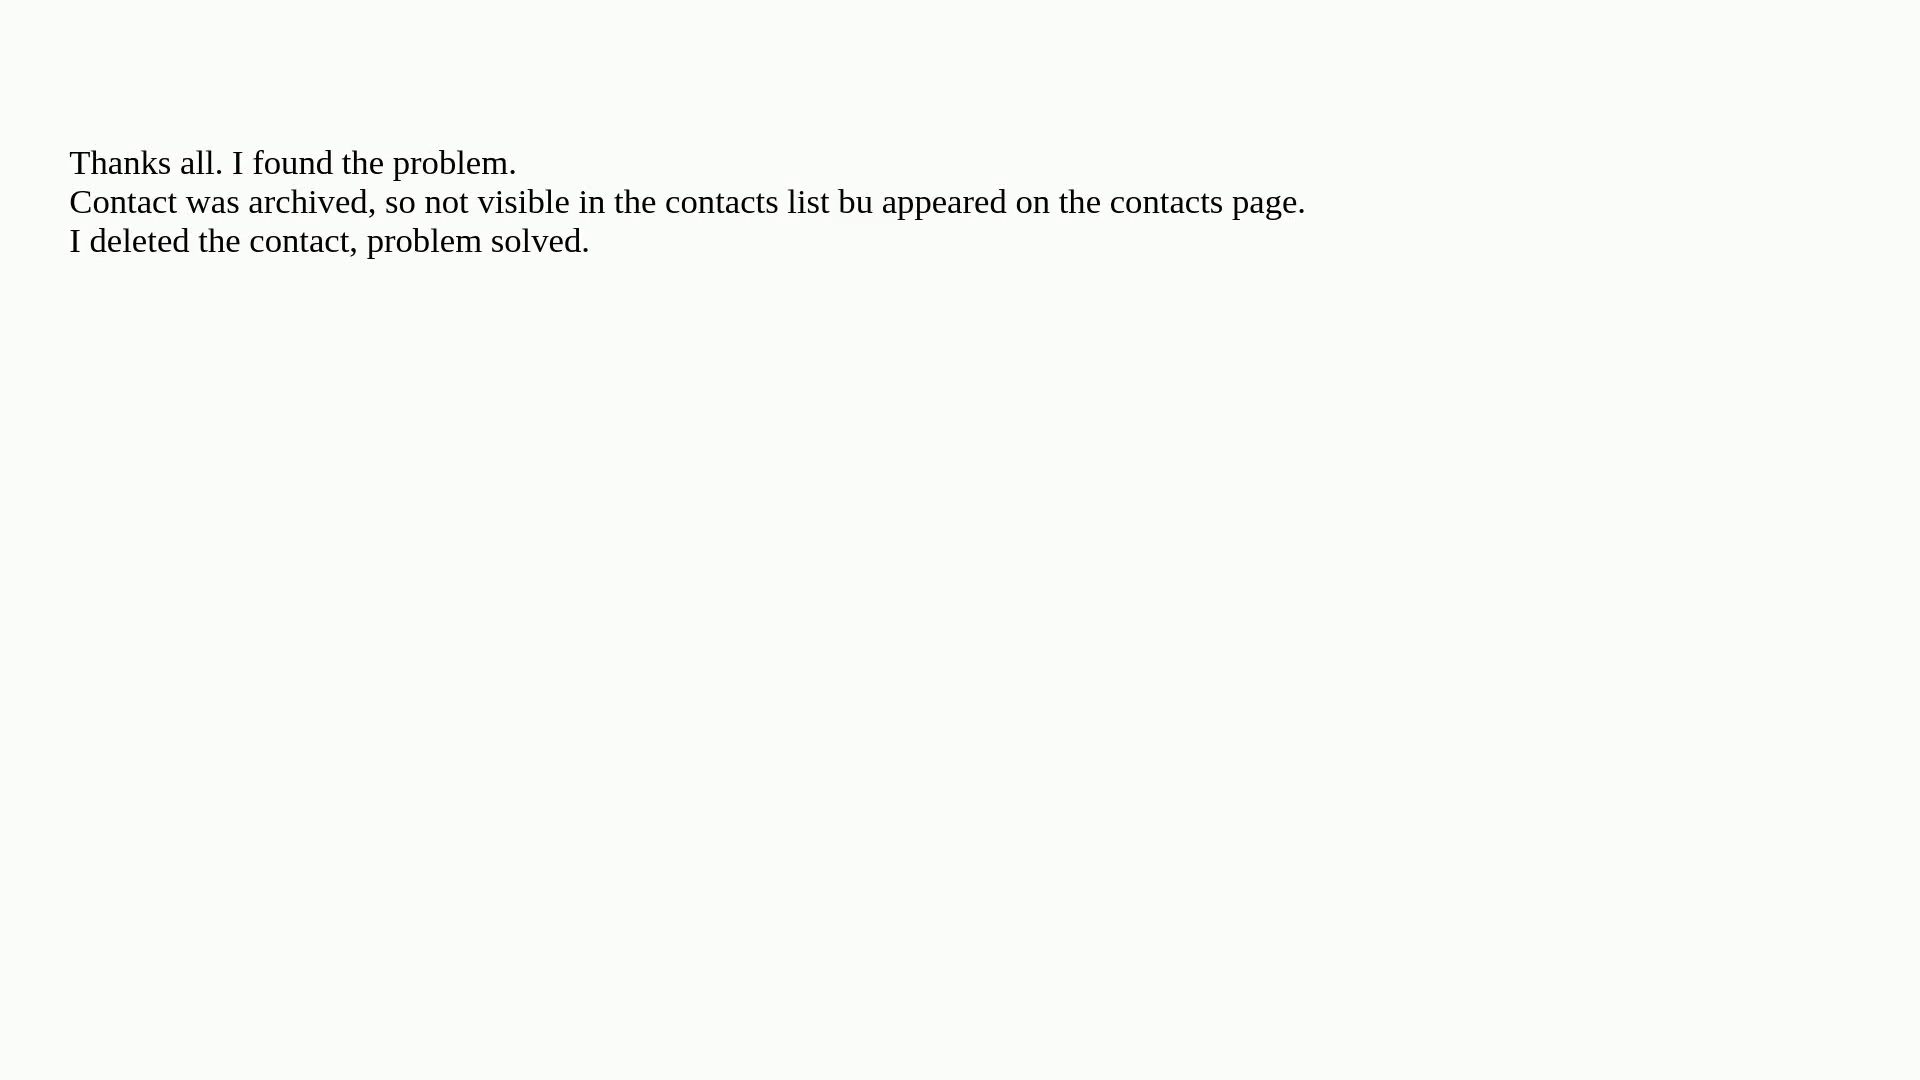 Thanks all. I found the problem.
Contact was archived, so not visible in the contacts list bu appeared on the contacts page.
I deleted the contact, problem solved.